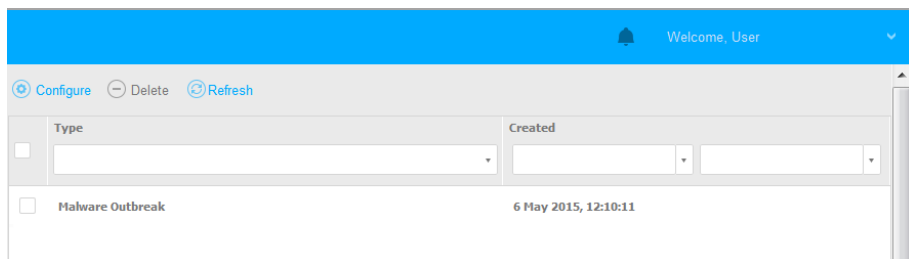 Welcome, User
Configure Delete Refresh
Type Created
Malware Outbreak 6 May 2015, 12:10:11